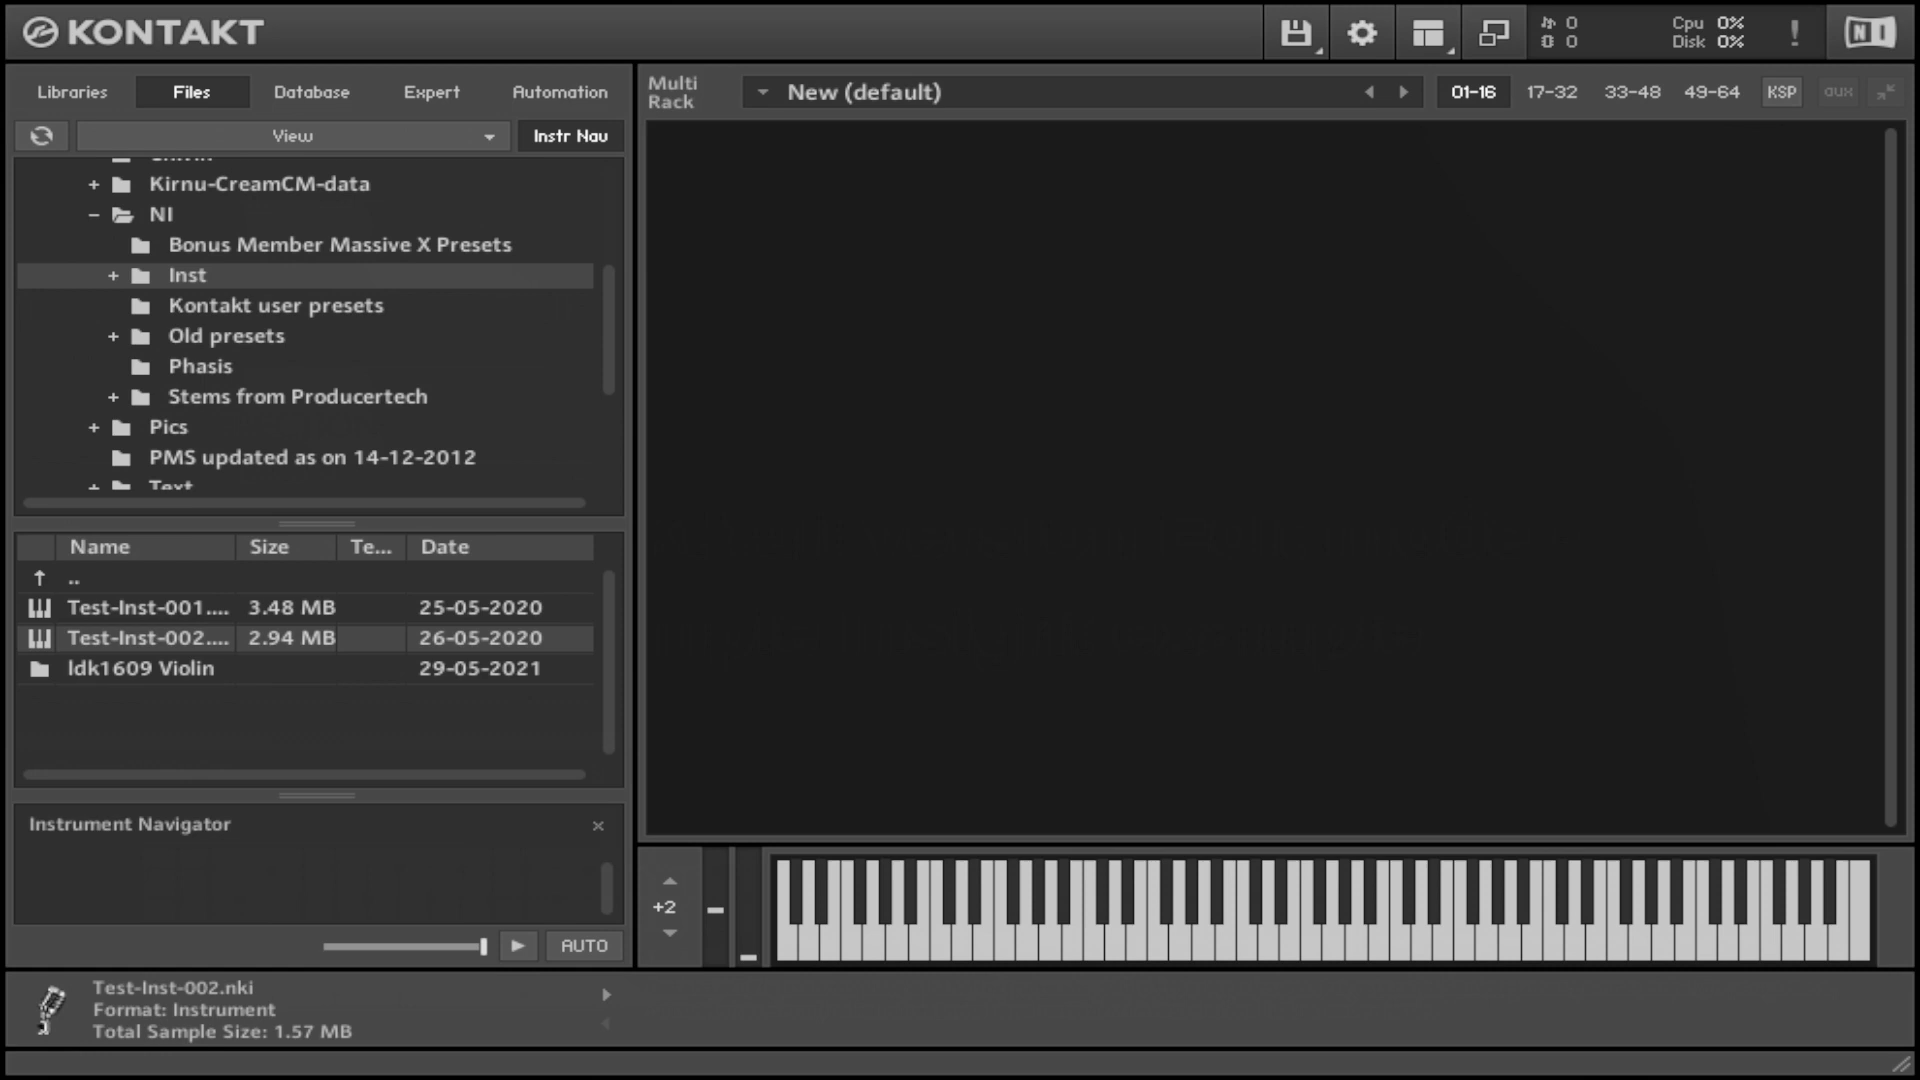 KONTAKT
0
0
Cpu 0%
Disk 0%
!
NI
Libraries
Files
Database
Expert
Automation
View
Instr Nav
Multi
Rack
New (default)
01-16
17-32
33-48
49-64
KSP
aux
+ Kirnu-CreamCM-data
- NI
Bonus Member Massive X Presets
+ Inst
Kontakt user presets
+ Old presets
Phasis
+ Stems from Producertech
+ Pics
PMS updated as on 14-12-2012
+ Text
Name Size Te... Date
..
Test-Inst-001.... 3.48 MB 25-05-2020
Test-Inst-002.... 2.94 MB 26-05-2020
ldk1609 Violin 29-05-2021
Instrument Navigator ×
AUTO
+2
Test-Inst-002.nki
Format: Instrument
Total Sample Size: 1.57 MB